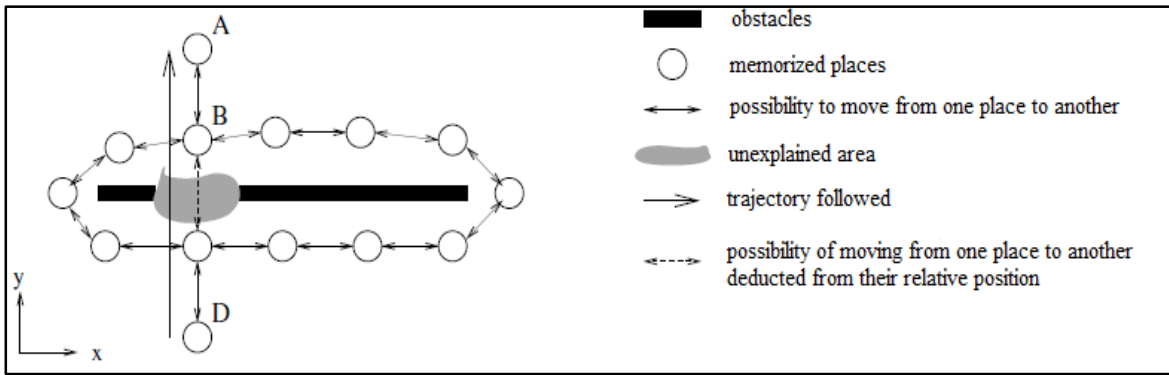 A
B
D
y
x
obstacles
memorized places
possibility to move from one place to another
unexplained area
trajectory followed
possibility of moving from one place to another
deducted from their relative position